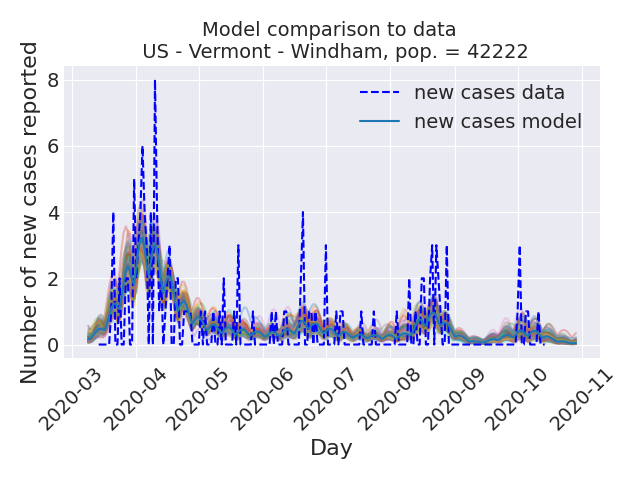 Model comparison to data
US - Vermont - Windham, pop. = 42222
Number of new cases reported
8
6
4
2
0
new cases data
new cases model
2020-03
2020-04
2020-05
2020-06
2020-07
2020-08
2020-09
2020-10
2020-11
Day